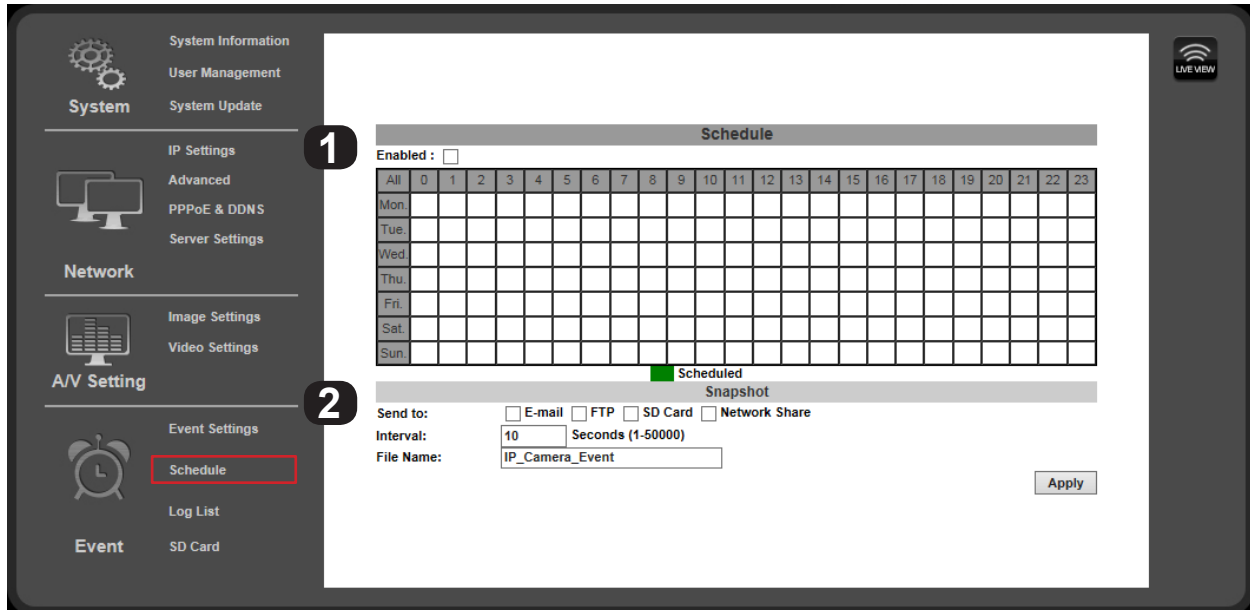 System Information
User Management
System Update
System
IP Settings
Advanced
PPPoE & DDNS
Server Settings
Network
Image Settings
Video Settings
A/V Setting
Event Settings
Schedule
Log List
SD Card
Event
LIVE VIEW
1
Schedule
Enabled :
All 0 1 2 3 4 5 6 7 8 9 10 11 12 13 14 15 16 17 18 19 20 21 22 23
Mon.
Tue.
Wed.
Thu.
Fri.
Sat.
Sun.
Scheduled
2
Snapshot
Send to: E-mail FTP SD Card Network Share
Interval: 10 Seconds (1-50000)
File Name: IP_Camera_Event
Apply